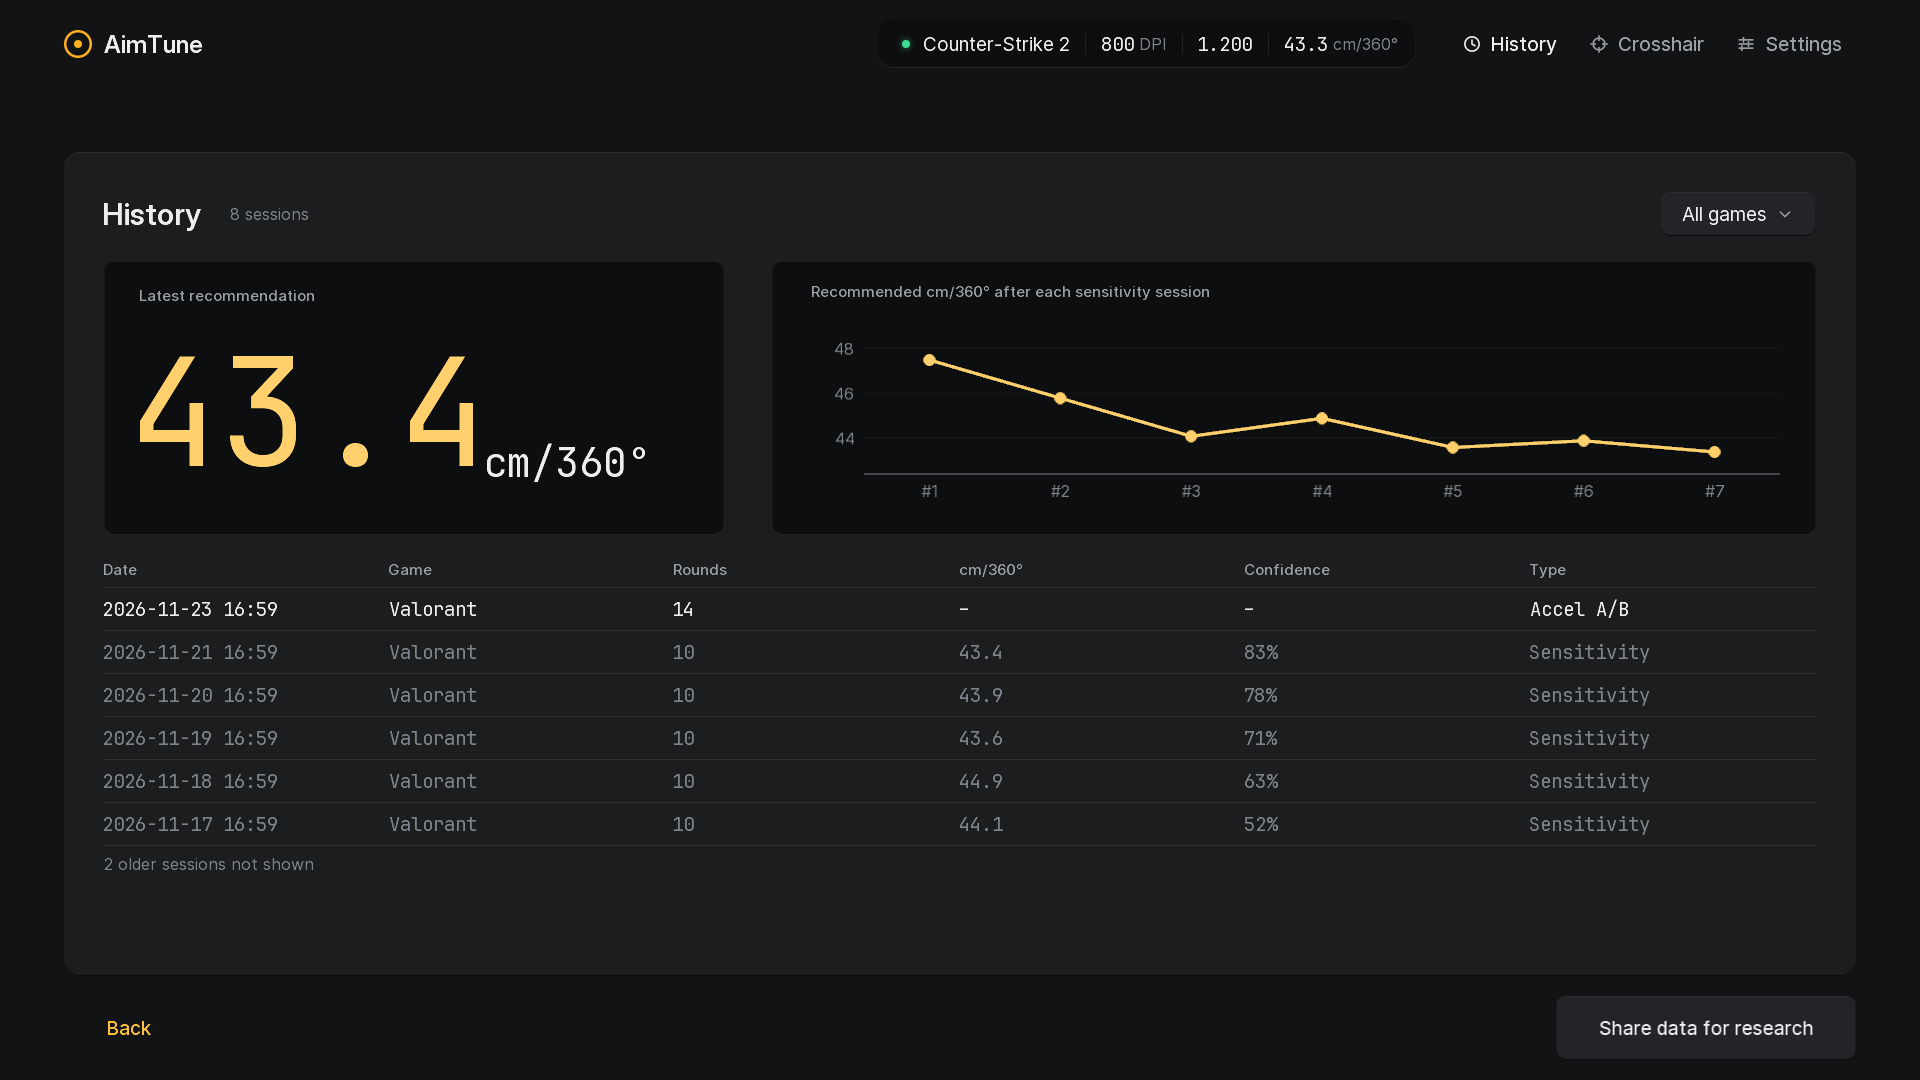 AimTune
Counter-Strike 2 800 DPI 1.200 43.3 cm/360°
History Crosshair Settings
History 8 sessions
All games
Latest recommendation
43.4 cm/360°
Recommended cm/360° after each sensitivity session
48
46
44
#1 #2 #3 #4 #5 #6 #7
Date Game Rounds cm/360° Confidence Type
2026-11-23 16:59 Valorant 14 – – Accel A/B
2026-11-21 16:59 Valorant 10 43.4 83% Sensitivity
2026-11-20 16:59 Valorant 10 43.9 78% Sensitivity
2026-11-19 16:59 Valorant 10 43.6 71% Sensitivity
2026-11-18 16:59 Valorant 10 44.9 63% Sensitivity
2026-11-17 16:59 Valorant 10 44.1 52% Sensitivity
2 older sessions not shown
Back
Share data for research